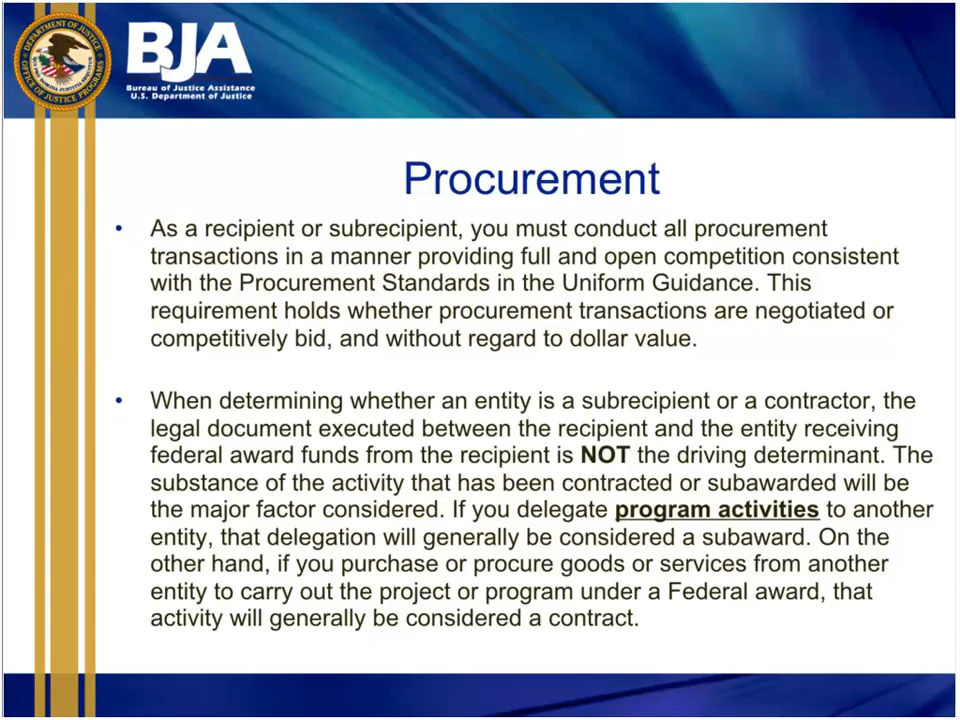 DEPARTMENT OF JUSTICE
OFFICE OF JUSTICE PROGRAMS
BJA
Bureau of Justice Assistance
U.S. Department of Justice
Procurement
• As a recipient or subrecipient, you must conduct all procurement
transactions in a manner providing full and open competition consistent
with the Procurement Standards in the Uniform Guidance. This
requirement holds whether procurement transactions are negotiated or
competitively bid, and without regard to dollar value.
• When determining whether an entity is a subrecipient or a contractor, the
legal document executed between the recipient and the entity receiving
federal award funds from the recipient is NOT the driving determinant. The
substance of the activity that has been contracted or subawarded will be
the major factor considered. If you delegate program activities to another
entity, that delegation will generally be considered a subaward. On the
other hand, if you purchase or procure goods or services from another
entity to carry out the project or program under a Federal award, that
activity will generally be considered a contract.